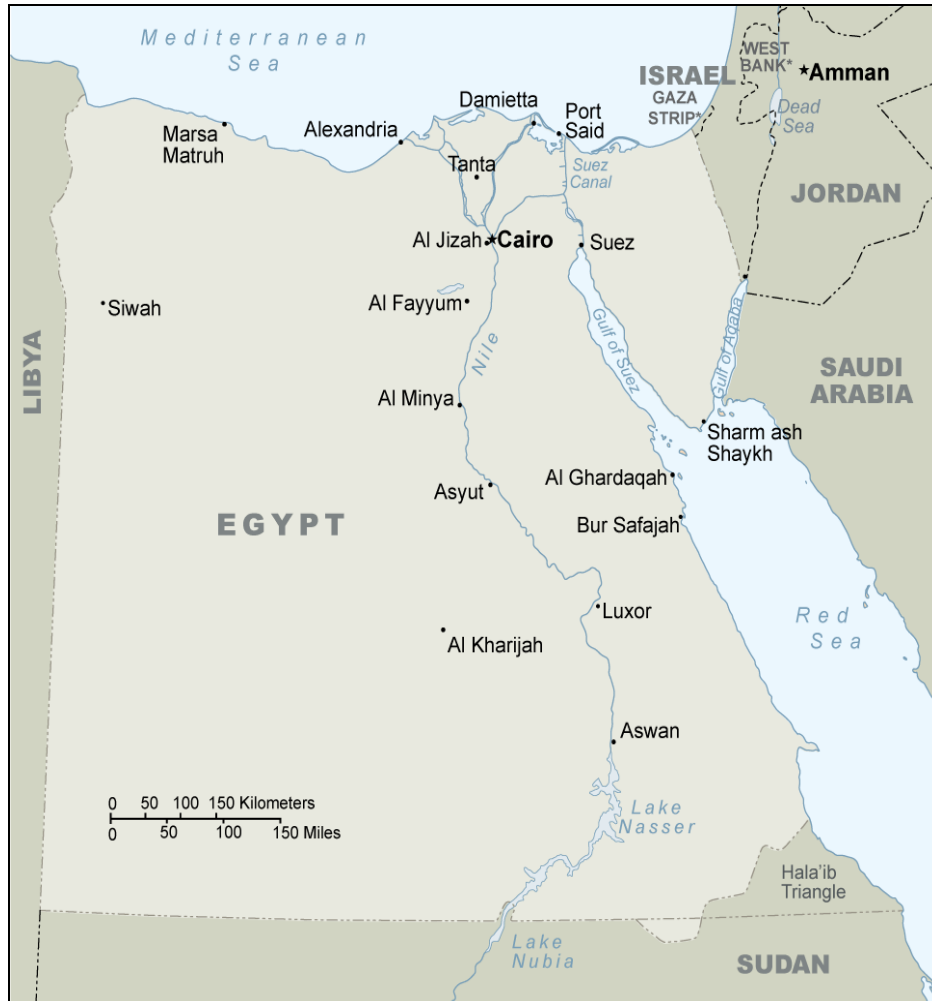 Mediterranean
Sea
WEST
BANK*
Amman
ISRAEL
GAZA
STRIP*
Dead
Sea
Damietta
Port
Said
Alexandria
Marsa
Matruh
Tanta
Suez
Canal
JORDAN
Al Jizah
Cairo
Suez
Siwah
Al Fayyum
Nile
Gulf of Suez
Gulf of Adaba
LIBYA
SAUDI
ARABIA
Al Minya
Sharm ash
Shaykh
Al Ghardaqah
Asyut
EGYPT
Bur Safajah
Luxor
Red
Sea
Al Kharijah
Aswan
0 50 100 150 Kilometers
0 50 100 150 Miles
Lake
Nasser
Hala'ib
Triangle
Lake
Nubia
SUDAN